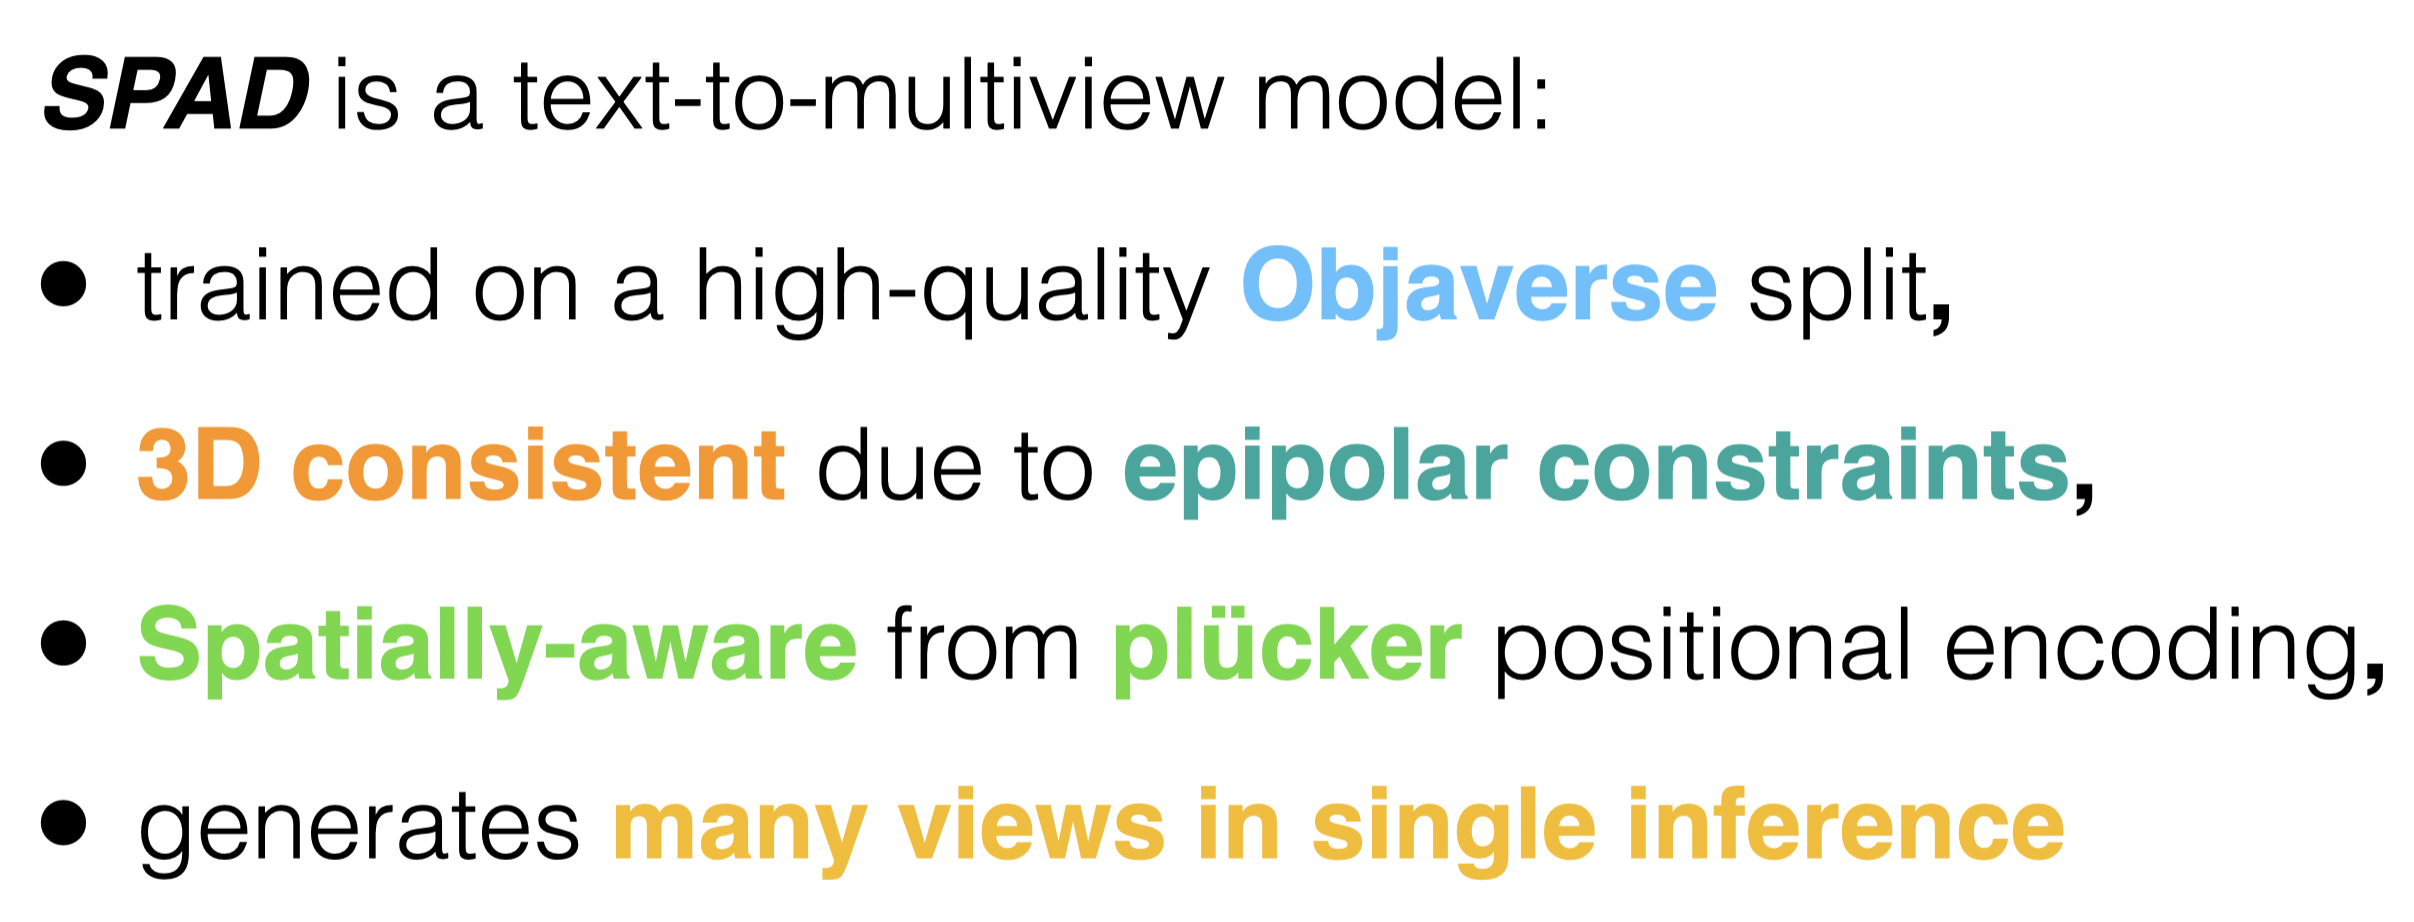 SPAD is a text-to-multiview model:
● trained on a high-quality Objaverse split,
● 3D consistent due to epipolar constraints,
● Spatially-aware from plücker positional encoding,
● generates many views in single inference